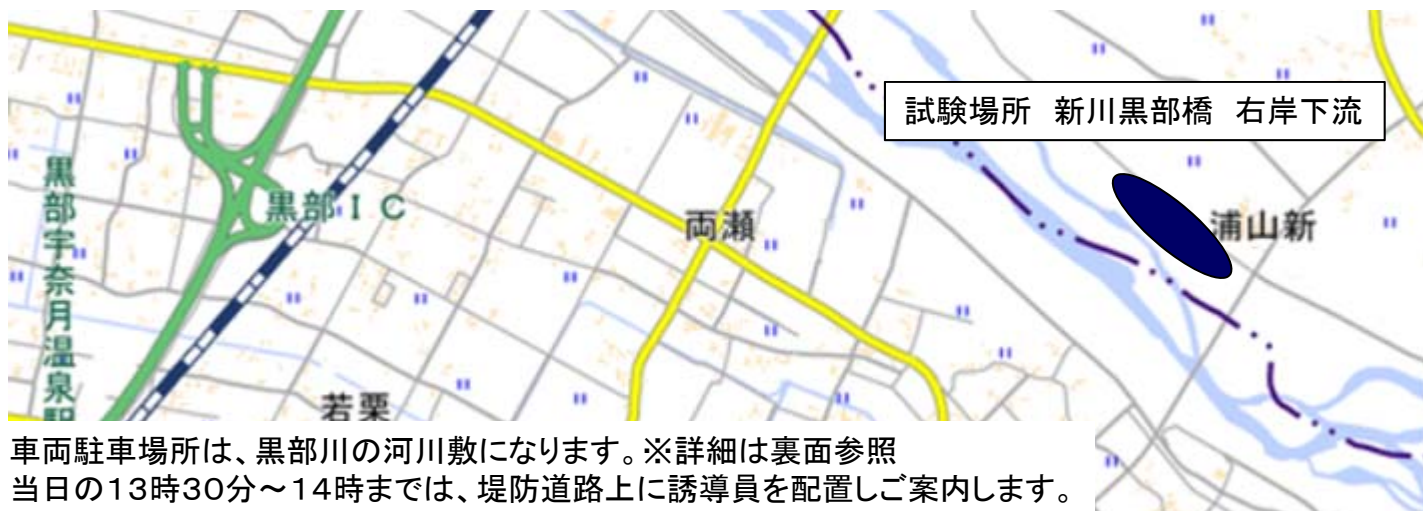 試験場所 新川黒部橋 右岸下流
黒部IC
両瀬
浦山新
黒部宇奈月温泉駅
若栗
車両駐車場所は、黒部川の河川敷になります。※詳細は裏面参照
当日の13時30分～14時までは、堤防道路上に誘導員を配置しご案内します。